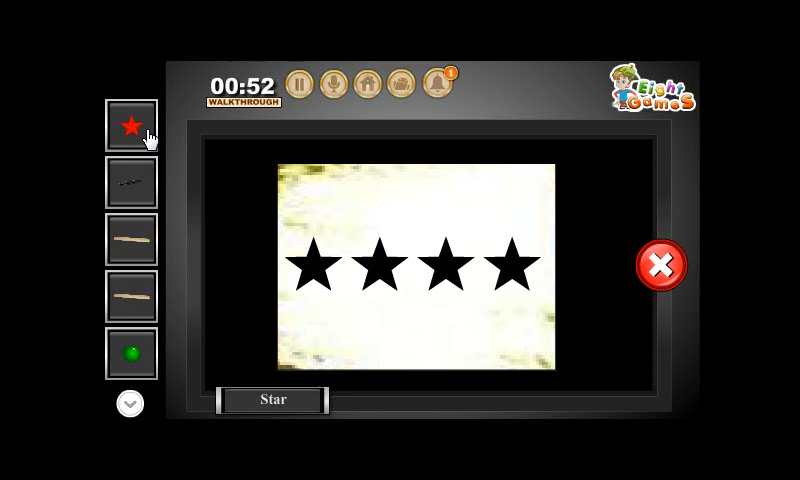 00:52
WALKTHROUGH
1
Eight
Games
Star